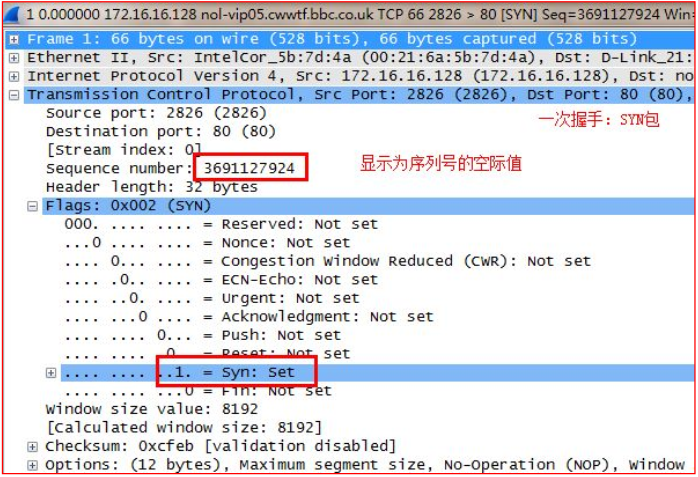 1 0.000000 172.16.16.128 nol-vip05.cwwtf.bbc.co.uk TCP 66 2826 > 80 [SYN] Seq=3691127924 Win
Frame 1: 66 bytes on wire (528 bits), 66 bytes captured (528 bits)
Ethernet II, Src: IntelCor_5b:7d:4a (00:21:6a:5b:7d:4a), Dst: D-Link_21:
Internet Protocol Version 4, Src: 172.16.16.128 (172.16.16.128), Dst: no
Transmission Control Protocol, Src Port: 2826 (2826), Dst Port: 80 (80),
Source port: 2826 (2826)
一次握手：SYN包
Destination port: 80 (80)
[Stream index: 0]
Sequence number: 3691127924
显示为序列号的空际值
Header length: 32 bytes
Flags: 0x002 (SYN)
000. .... .... = Reserved: Not set
...0 .... .... = Nonce: Not set
.... 0... .... = Congestion Window Reduced (CWR): Not set
.... .0.. .... = ECN-Echo: Not set
.... ..0. .... = Urgent: Not set
.... ...0 .... = Acknowledgment: Not set
.... .... 0... = Push: Not set
.... .... .0.. = Reset: Not set
.... .... ..1. = Syn: Set
.... .... ...0 = Fin: Not set
Window size value: 8192
[Calculated window size: 8192]
Checksum: 0xcfeb [validation disabled]
Options: (12 bytes), Maximum segment size, No-Operation (NOP), Window